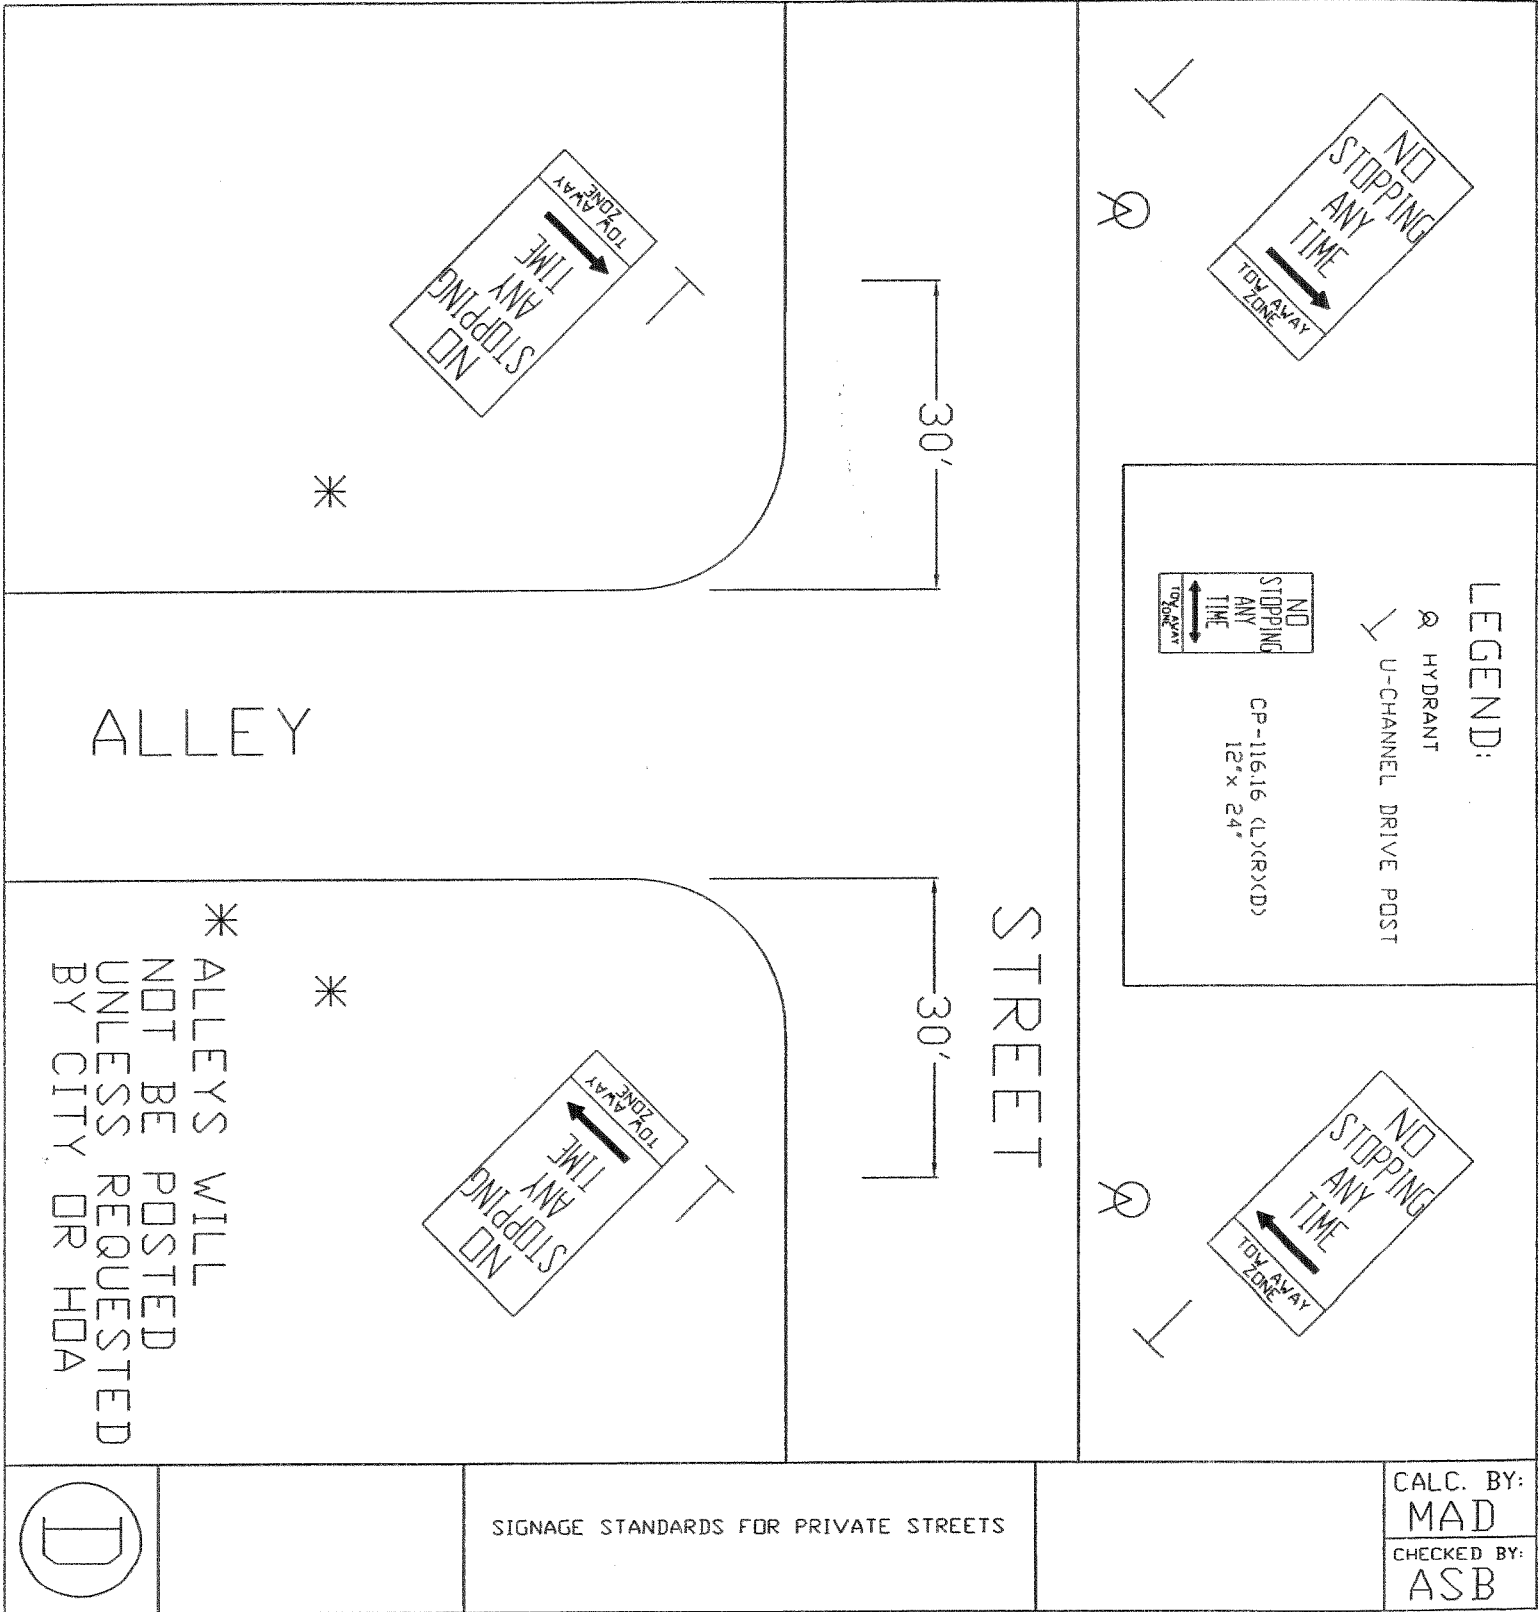 NO
STOPPING
ANY
TIME
TOW AWAY
ZONE
NO
STOPPING
ANY
TIME
TOW AWAY
ZONE
30'
LEGEND:
HYDRANT
U-CHANNEL DRIVE POST
NO
STOPPING
ANY
TIME
TOW AWAY
ZONE
CP-116.16 (L)(R)(D)
12"x 24"
ALLEY
STREET
30'
NO
STOPPING
ANY
TIME
TOW AWAY
ZONE
NO
STOPPING
ANY
TIME
TOW AWAY
ZONE
* ALLEYS WILL
NOT BE POSTED
UNLESS REQUESTED
BY CITY OR HOA
D
SIGNAGE STANDARDS FOR PRIVATE STREETS
CALC. BY:
MAD
CHECKED BY:
ASB